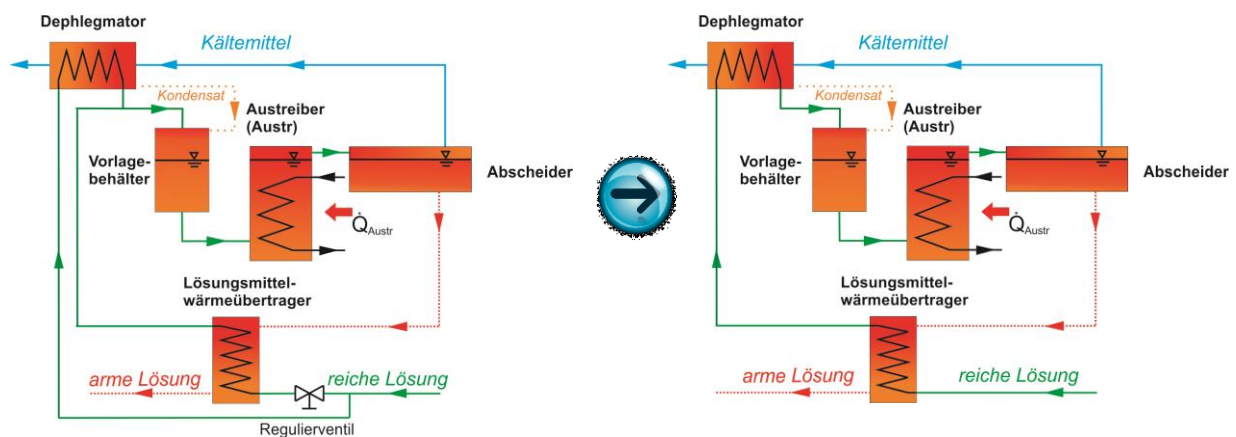 Dephlegmator
Kältemittel
Kondensat
Austreiber
(Austr)
Vorlage-
behälter
Abscheider
Q̇Austr
Lösungsmittel-
wärmeübertrager
arme Lösung
reiche Lösung
Regulierventil
Dephlegmator
Kältemittel
Kondensat
Austreiber
(Austr)
Vorlage-
behälter
Abscheider
Q̇Austr
Lösungsmittel-
wärmeübertrager
arme Lösung
reiche Lösung